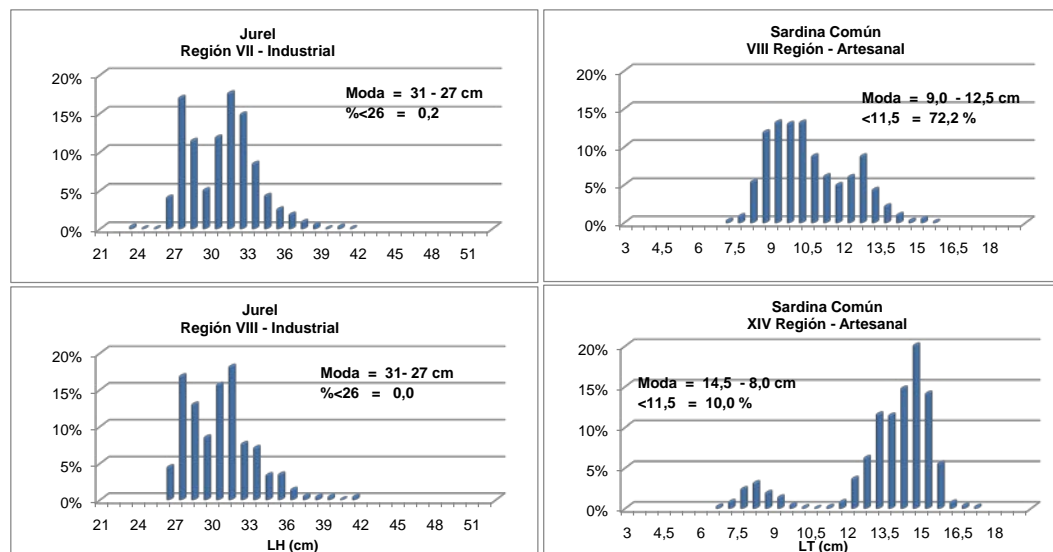 Jurel
Región VII - Industrial
Moda = 31 - 27 cm
%<26 = 0,2
20%
15%
10%
5%
0%
21 24 27 30 33 36 39 42 45 48 51
Sardina Común
VIII Región - Artesanal
Moda = 9,0 - 12,5 cm
<11,5 = 72,2 %
20%
15%
10%
5%
0%
3 4,5 6 7,5 9 10,5 12 13,5 15 16,5 18
Jurel
Región VIII - Industrial
Moda = 31- 27 cm
%<26 = 0,0
20%
15%
10%
5%
0%
21 24 27 30 33 36 39 42 45 48 51
LH (cm)
Sardina Común
XIV Región - Artesanal
Moda = 14,5 - 8,0 cm
<11,5 = 10,0 %
20%
15%
10%
5%
0%
3 4,5 6 7,5 9 10,5 12 13,5 15 16,5 18
LT (cm)